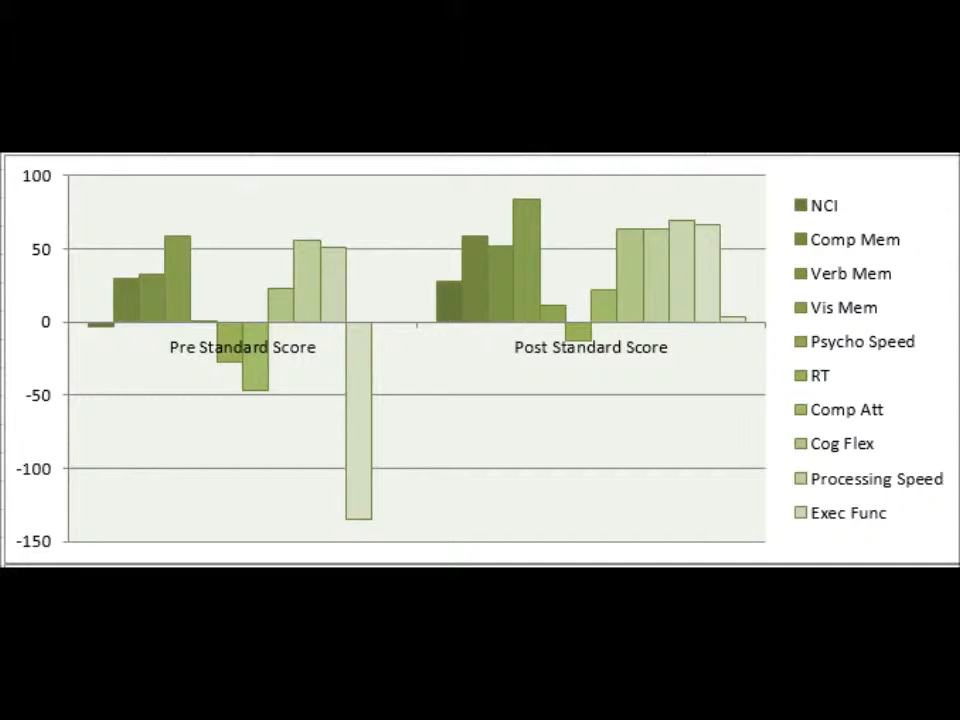 100
50
0
-50
-100
-150
Pre Standard Score
Post Standard Score
NCI
Comp Mem
Verb Mem
Vis Mem
Psycho Speed
RT
Comp Att
Cog Flex
Processing Speed
Exec Func